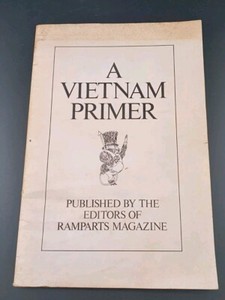 A
VIETNAM
PRIMER
PUBLISHED BY THE
EDITORS OF
RAMPARTS MAGAZINE